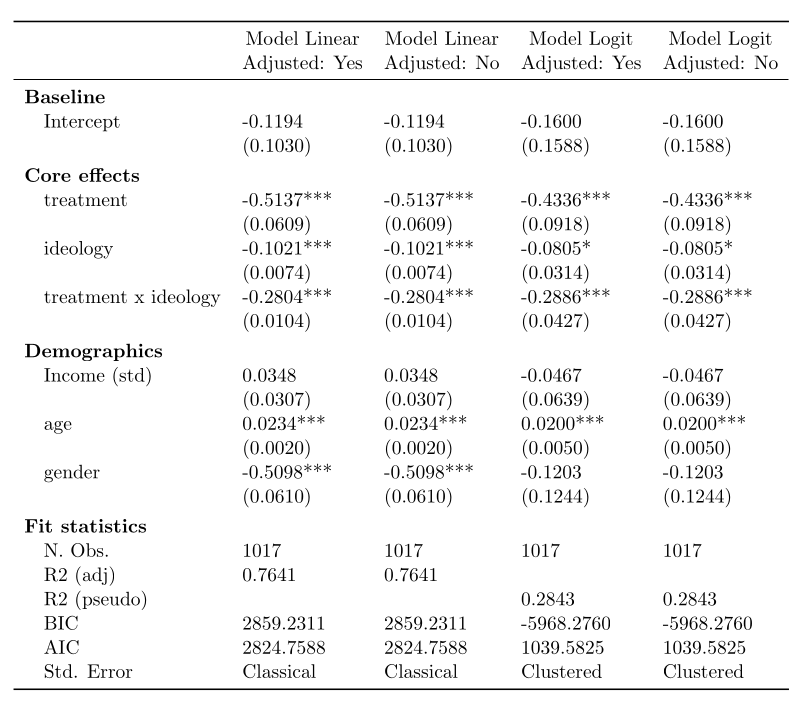 Model Linear Model Linear Model Logit Model Logit
Adjusted: Yes Adjusted: No Adjusted: Yes Adjusted: No
Baseline
Intercept -0.1194 -0.1194 -0.1600 -0.1600
(0.1030) (0.1030) (0.1588) (0.1588)
Core effects
treatment -0.5137*** -0.5137*** -0.4336*** -0.4336***
(0.0609) (0.0609) (0.0918) (0.0918)
ideology -0.1021*** -0.1021*** -0.0805* -0.0805*
(0.0074) (0.0074) (0.0314) (0.0314)
treatment x ideology -0.2804*** -0.2804*** -0.2886*** -0.2886***
(0.0104) (0.0104) (0.0427) (0.0427)
Demographics
Income (std) 0.0348 0.0348 -0.0467 -0.0467
(0.0307) (0.0307) (0.0639) (0.0639)
age 0.0234*** 0.0234*** 0.0200*** 0.0200***
(0.0020) (0.0020) (0.0050) (0.0050)
gender -0.5098*** -0.5098*** -0.1203 -0.1203
(0.0610) (0.0610) (0.1244) (0.1244)
Fit statistics
N. Obs. 1017 1017 1017 1017
R2 (adj) 0.7641 0.7641
R2 (pseudo) 0.2843 0.2843
BIC 2859.2311 2859.2311 -5968.2760 -5968.2760
AIC 2824.7588 2824.7588 1039.5825 1039.5825
Std. Error Classical Classical Clustered Clustered